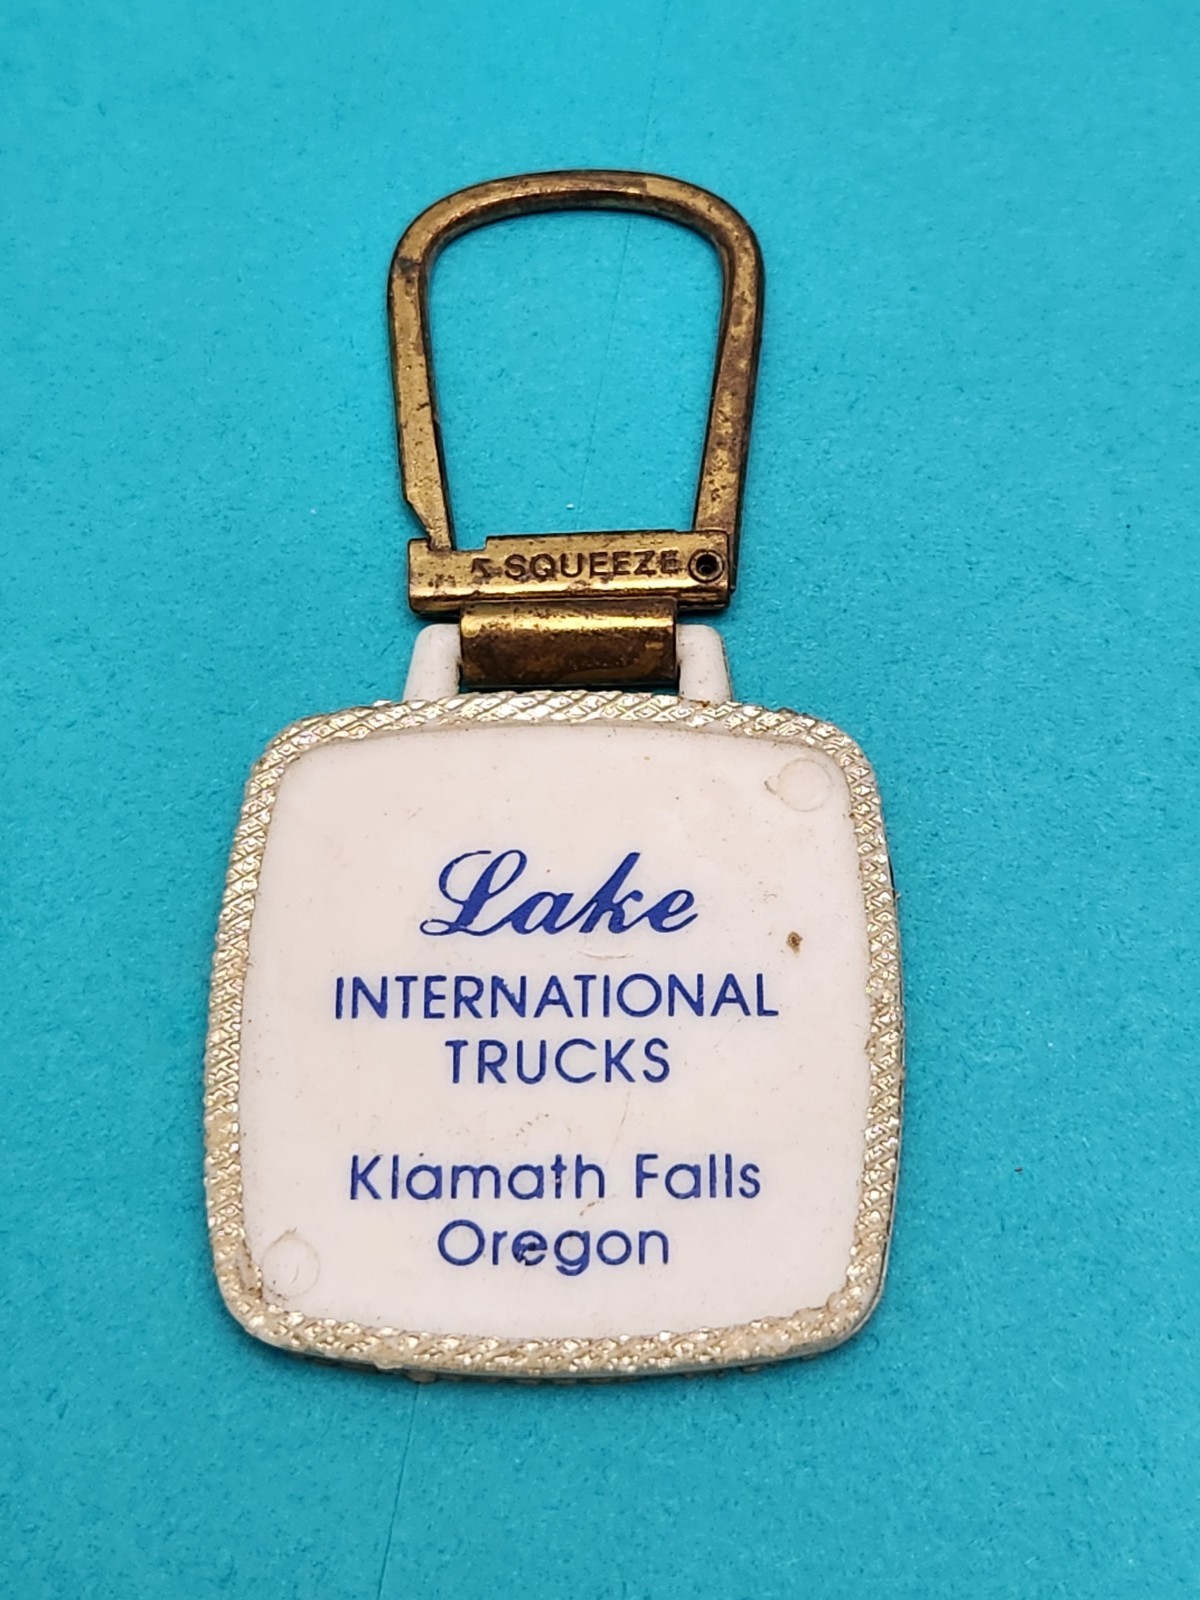 SQUEEZE
Lake
INTERNATIONAL
TRUCKS
Klamath Falls
Oregon